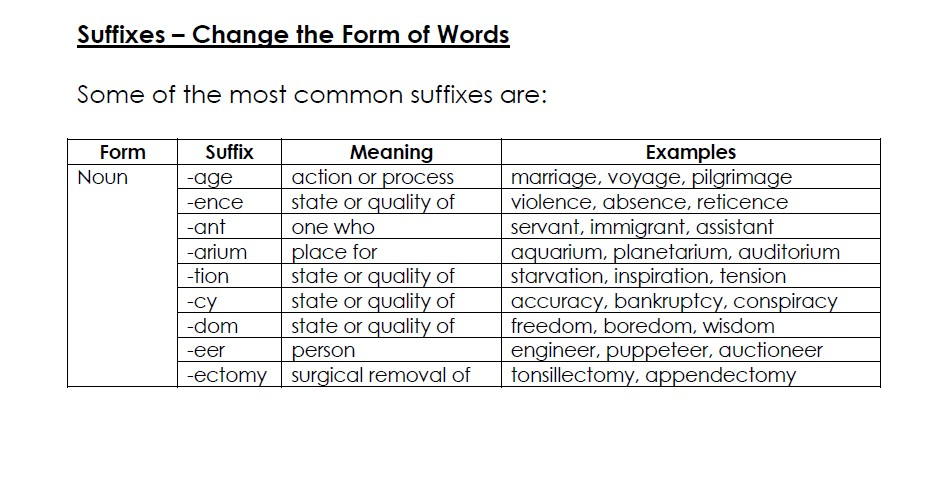 Suffixes – Change the Form of Words
Some of the most common suffixes are:
Form Suffix Meaning Examples
Noun -age action or process marriage, voyage, pilgrimage
-ence state or quality of violence, absence, reticence
-ant one who servant, immigrant, assistant
-arium place for aquarium, planetarium, auditorium
-tion state or quality of starvation, inspiration, tension
-cy state or quality of accuracy, bankruptcy, conspiracy
-dom state or quality of freedom, boredom, wisdom
-eer person engineer, puppeteer, auctioneer
-ectomy surgical removal of tonsillectomy, appendectomy